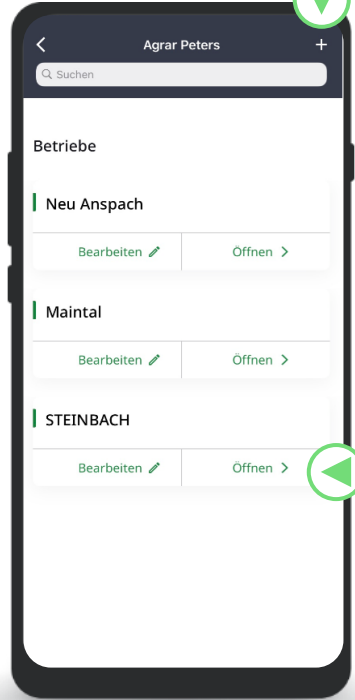 Agrar Peters
Suchen
Betriebe
Neu Anspach
Bearbeiten Öffnen
Maintal
Bearbeiten Öffnen
STEINBACH
Bearbeiten Öffnen